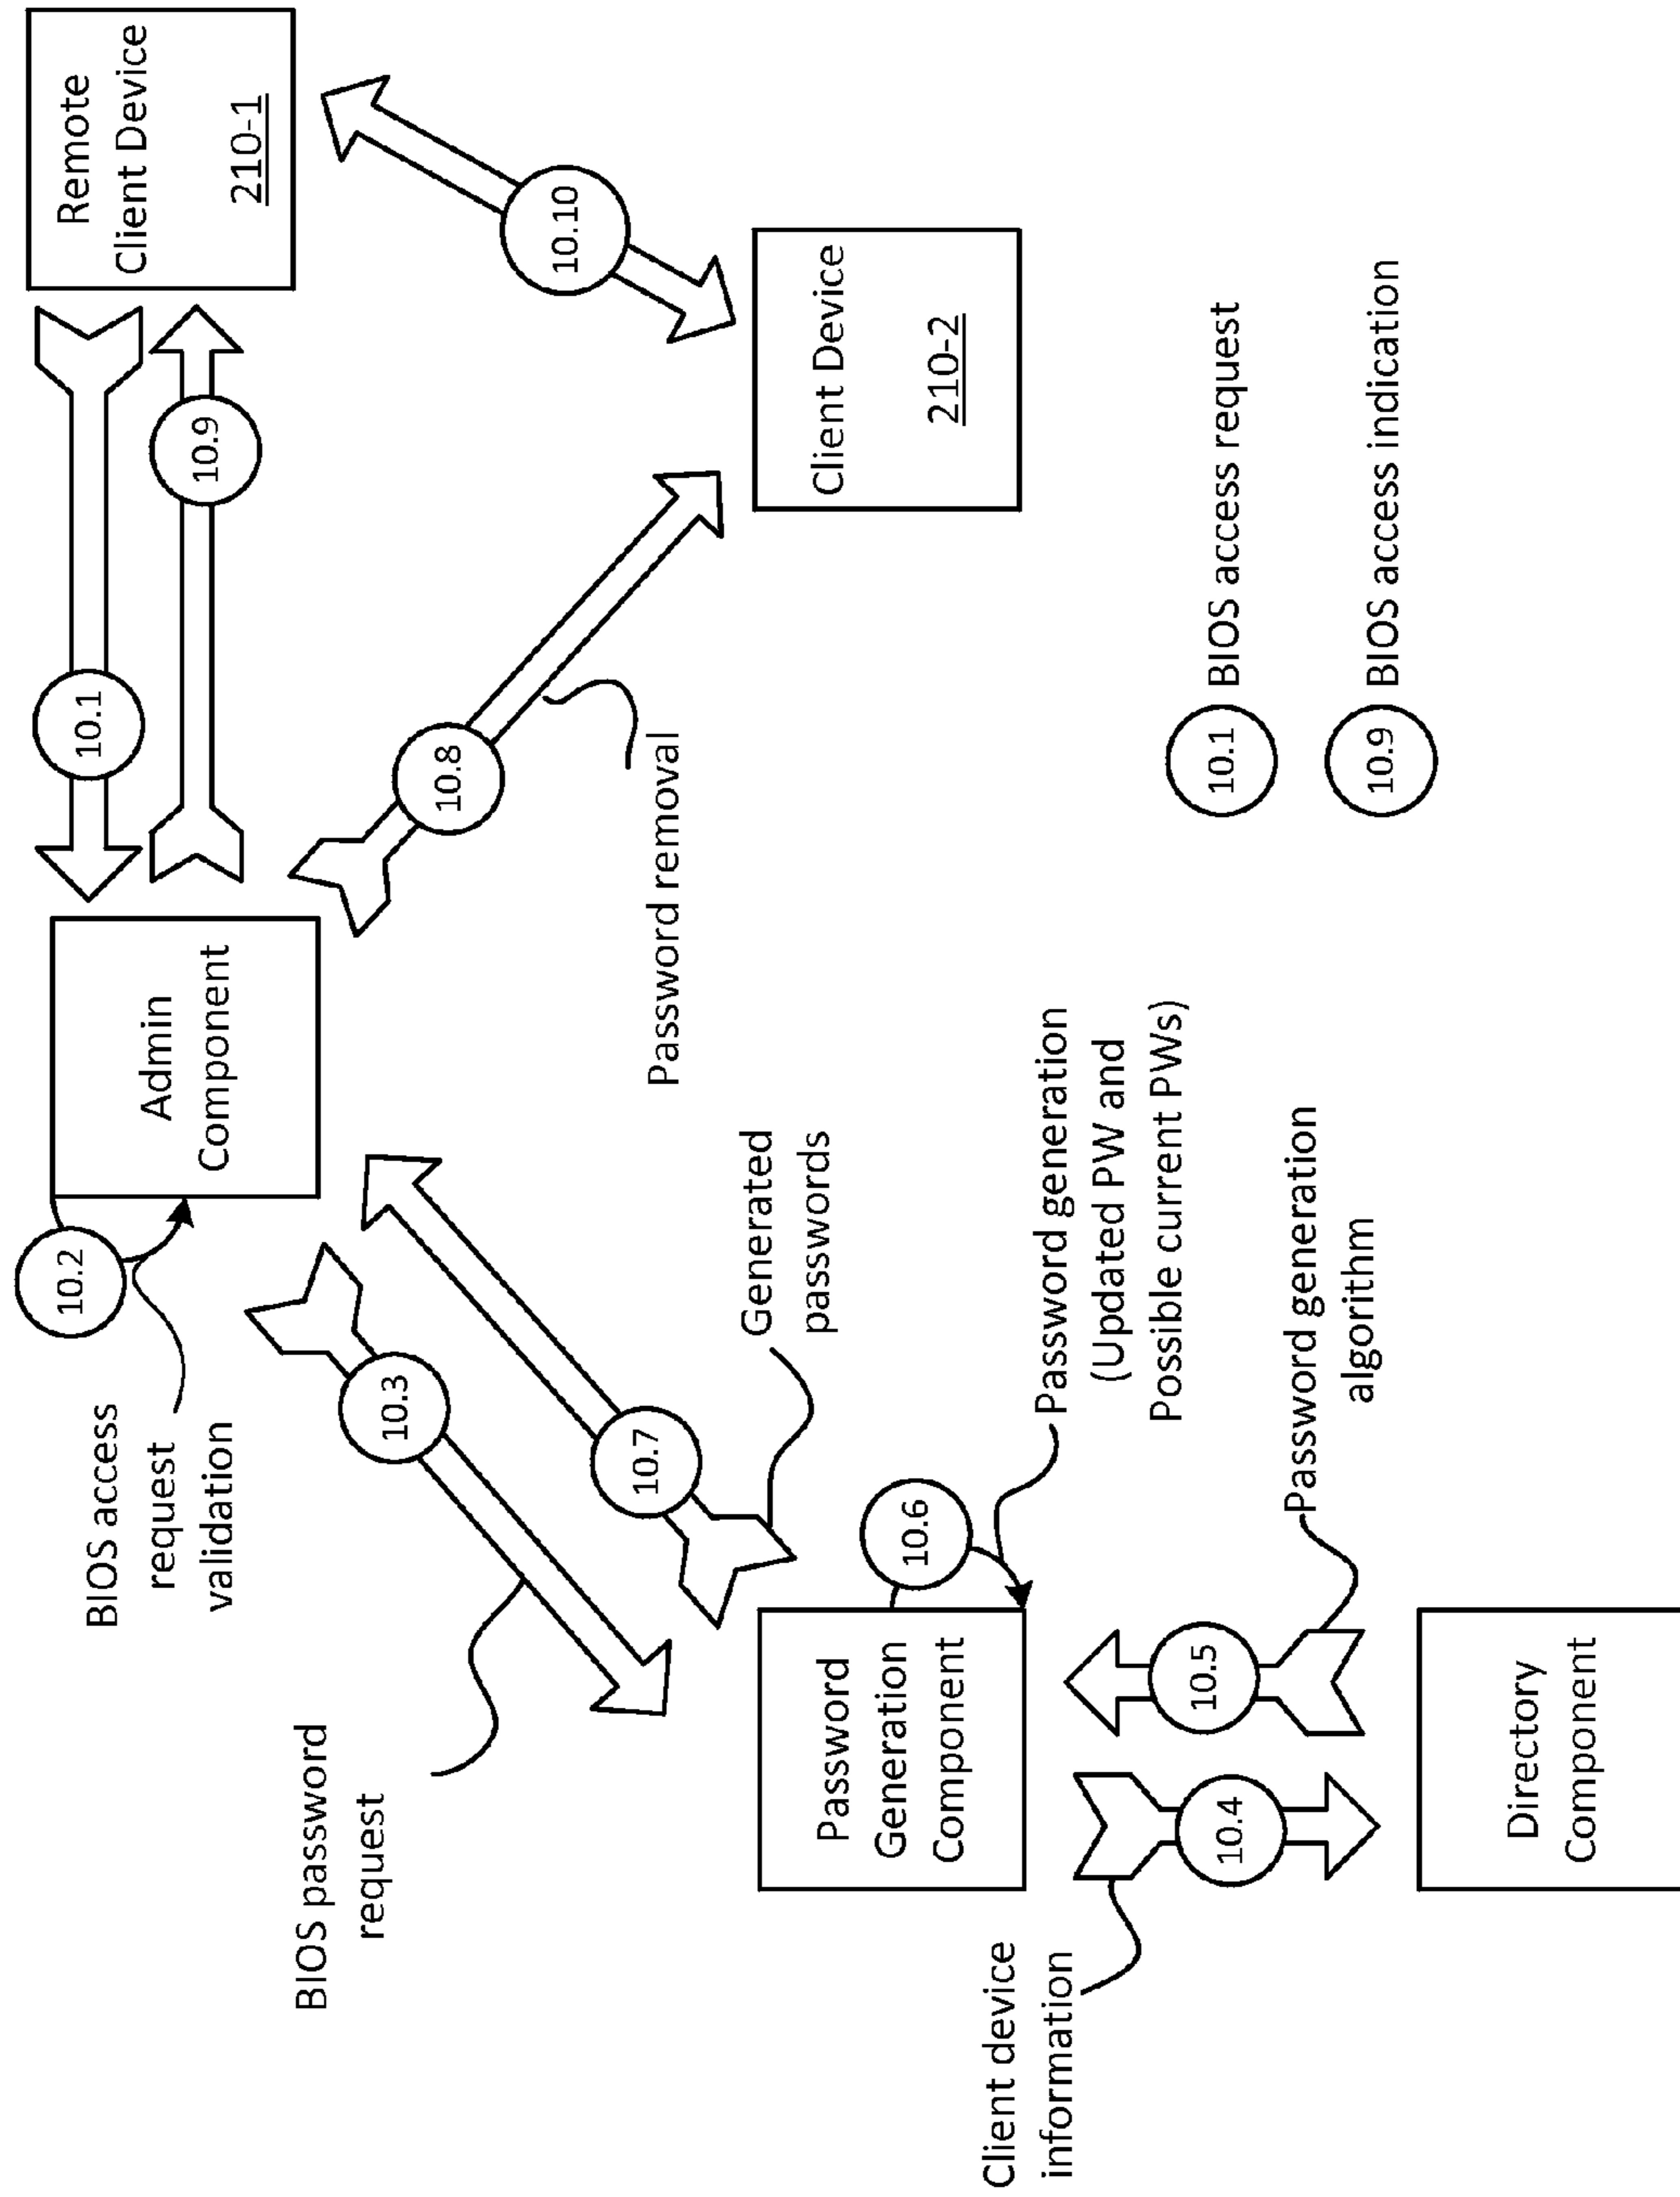 10.2
BIOS access
request
validation
Admin
Component
10.1
10.9
Remote
Client Device
210-1
BIOS password
request
10.3
10.7
Generated
passwords
10.8
Password removal
10.10
Client Device
210-2
Password
Generation
Component
10.6
Password generation
(Updated PW and
Possible current PWs)
Client device
information
10.4
10.5
Password generation
algorithm
Directory
Component
10.1
BIOS access request
10.9
BIOS access indication